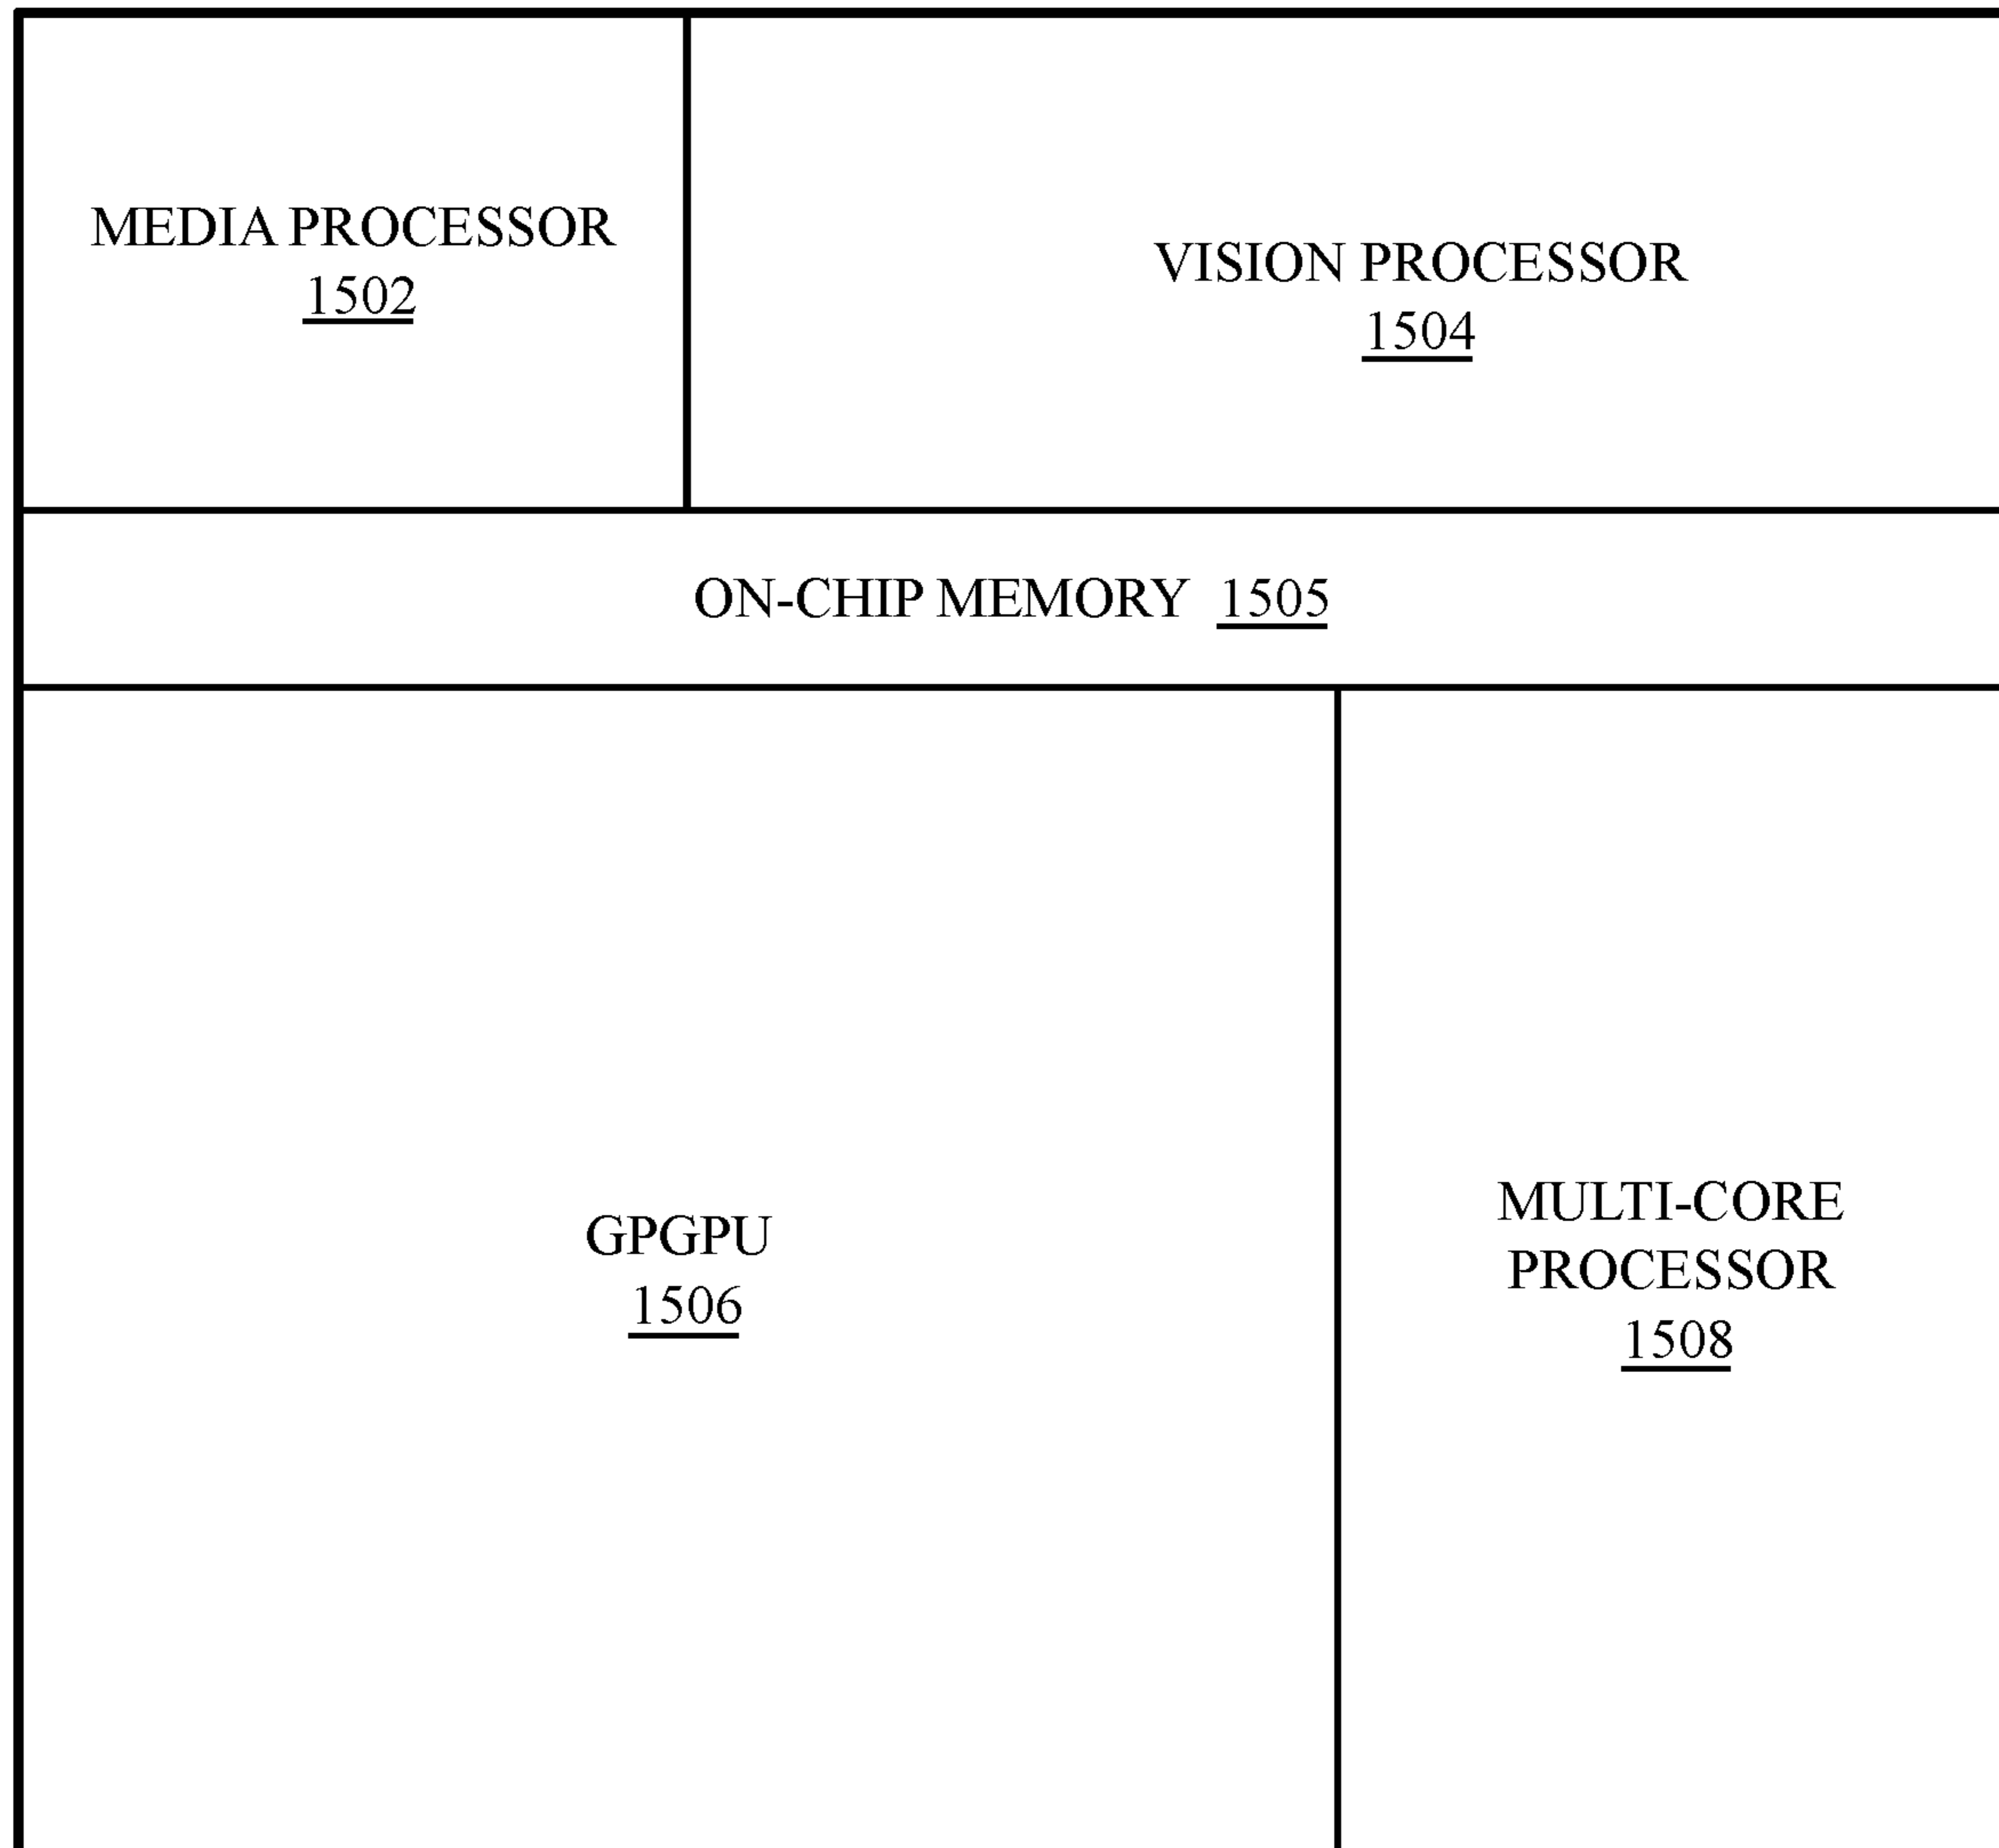 MEDIA PROCESSOR
1502
VISION PROCESSOR
1504
ON-CHIP MEMORY 1505
GPGPU
1506
MULTI-CORE
PROCESSOR
1508